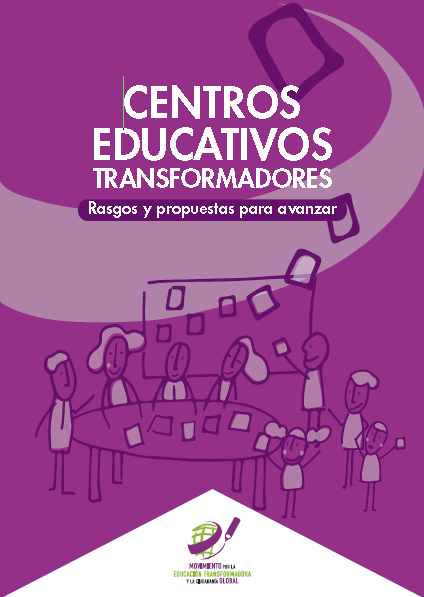 CENTROS
EDUCATIVOS
TRANSFORMADORES
Rasgos y propuestas para avanzar
MOVIMIENTO POR LA
EDUCACIÓN TRANSFORMADORA
Y LA CIUDADANÍA GLOBAL